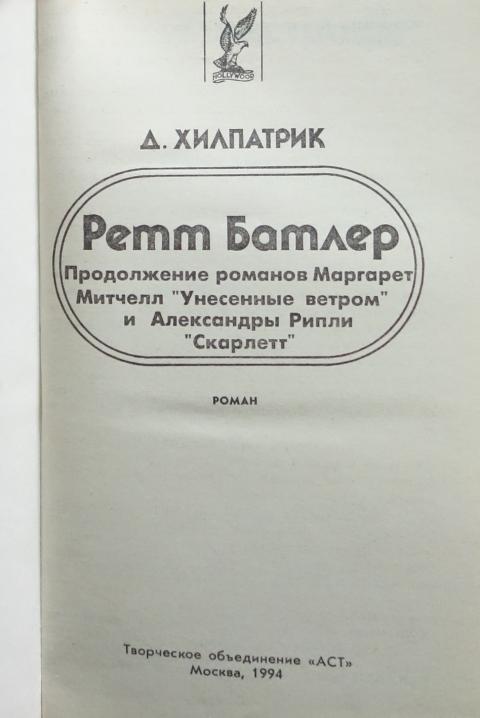 HOLLYWOOD
Д. ХИЛПАТРИК
Ретт Батлер
Продолжение романов Маргарет
Митчелл "Унесенные ветром"
и Александры Рипли
"Скарлетт"
РОМАН
Творческое объединение «АСТ»
Москва, 1994